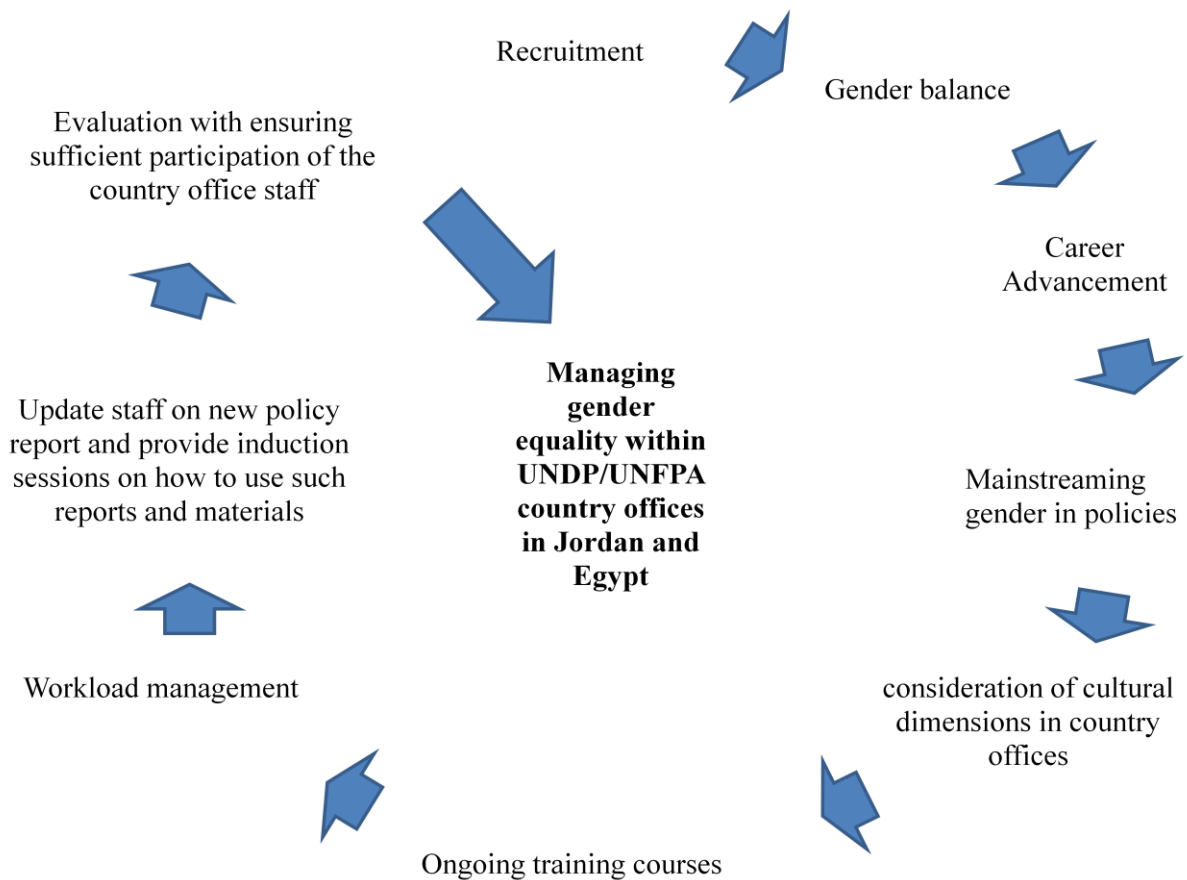 Recruitment
Gender balance
Career
Advancement
Mainstreaming
gender in policies
consideration of cultural
dimensions in country
offices
Ongoing training courses
Workload management
Update staff on new policy
report and provide induction
sessions on how to use such
reports and materials
Evaluation with ensuring
sufficient participation of the
country office staff
Managing
gender
equality within
UNDP/UNFPA
country offices
in Jordan and
Egypt